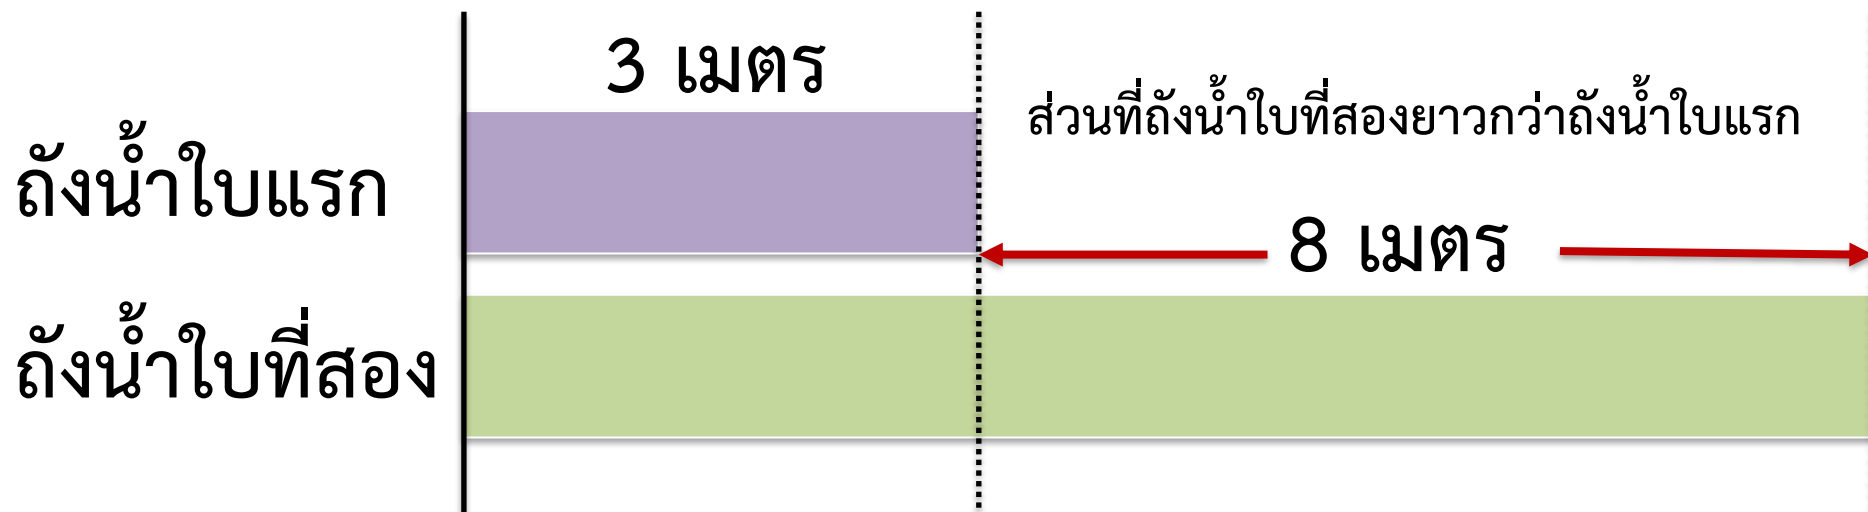 3 เมตร
ส่วนที่ถังน้ำใบที่สองยาวกว่าถังน้ำใบแรก
ถังน้ำใบแรก
8 เมตร
ถังน้ำใบที่สอง